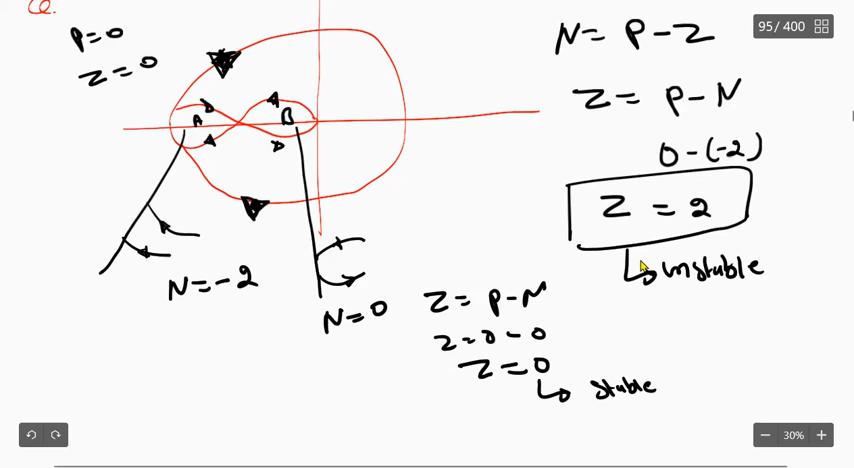 Q.
P=0
Z=0
A
B
N=-2
N=0
N= P-Z
Z= P-N
0-(-2)
Z = 2
unstable
Z= P-N
Z=0-0
Z=0
stable
95 / 400
30%